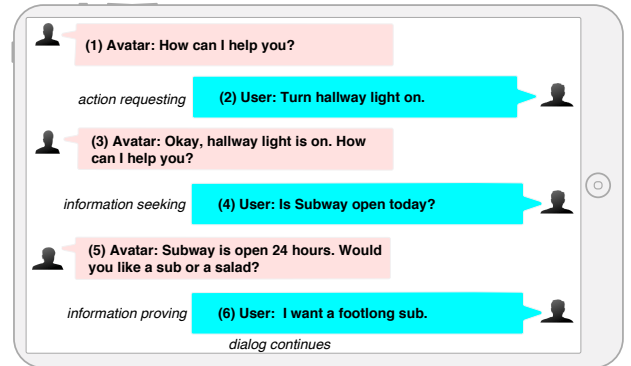 (1) Avatar: How can I help you?
action requesting
(2) User: Turn hallway light on.
(3) Avatar: Okay, hallway light is on. How
can I help you?
information seeking
(4) User: Is Subway open today?
(5) Avatar: Subway is open 24 hours. Would
you like a sub or a salad?
information proving
(6) User:  I want a footlong sub.
dialog continues